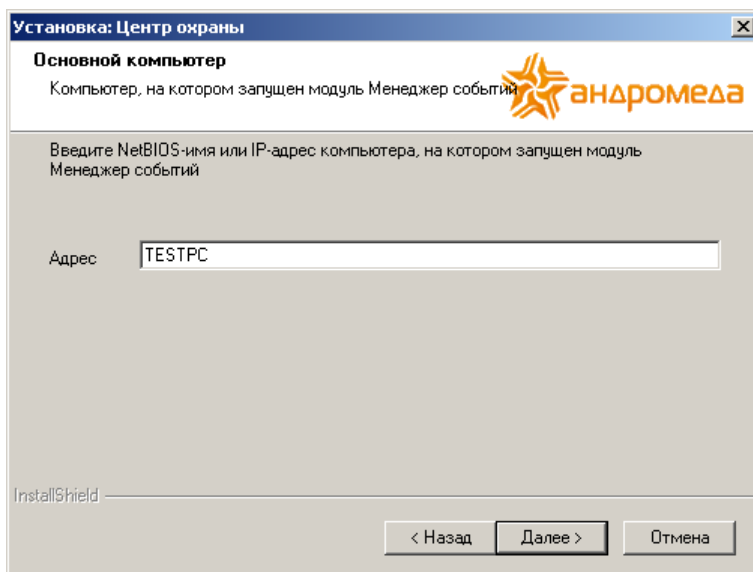 Установка: Центр охраны
Основной компьютер
Компьютер, на котором запущен модуль Менеджер событий
андромеда
Введите NetBIOS-имя или IP-адрес компьютера, на котором запущен модуль
Менеджер событий
Адрес
TESTPC
InstallShield
< Назад
Далее >
Отмена